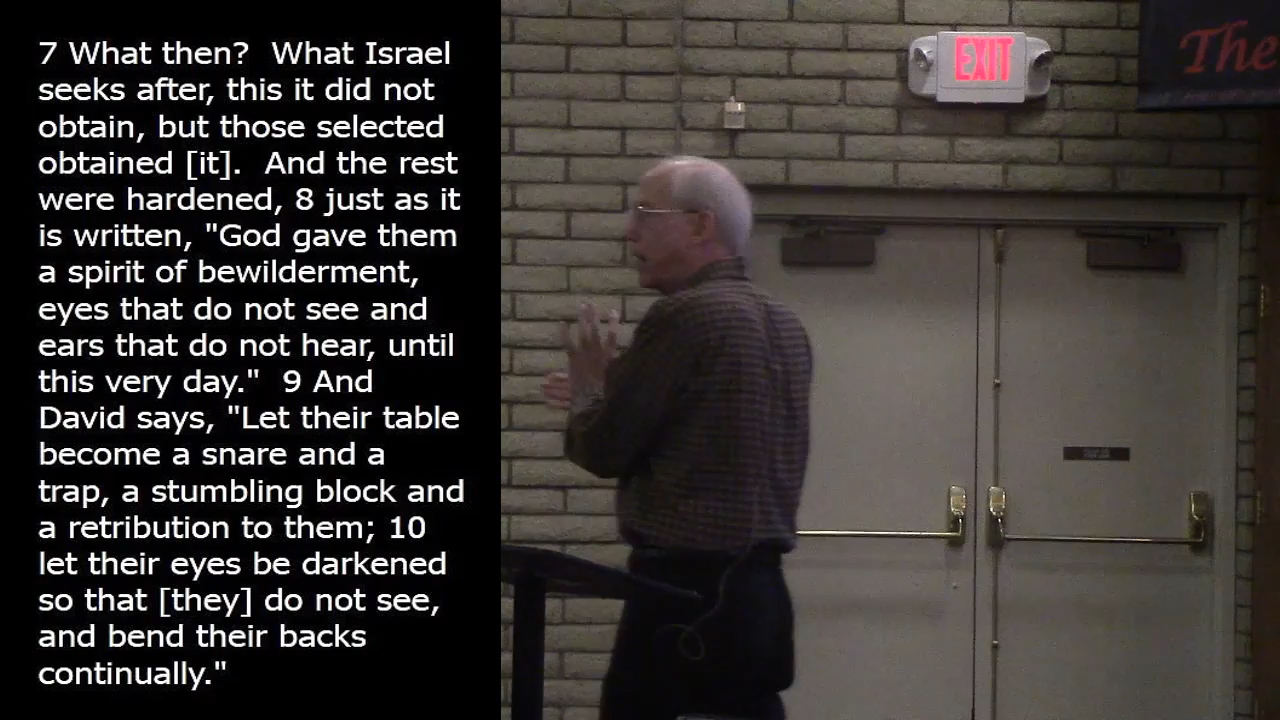 7 What then?  What Israel
seeks after, this it did not
obtain, but those selected
obtained [it].  And the rest
were hardened, 8 just as it
is written, "God gave them
a spirit of bewilderment,
eyes that do not see and
ears that do not hear, until
this very day."  9 And
David says, "Let their table
become a snare and a
trap, a stumbling block and
a retribution to them; 10
let their eyes be darkened
so that [they] do not see,
and bend their backs
continually."
EXIT
The